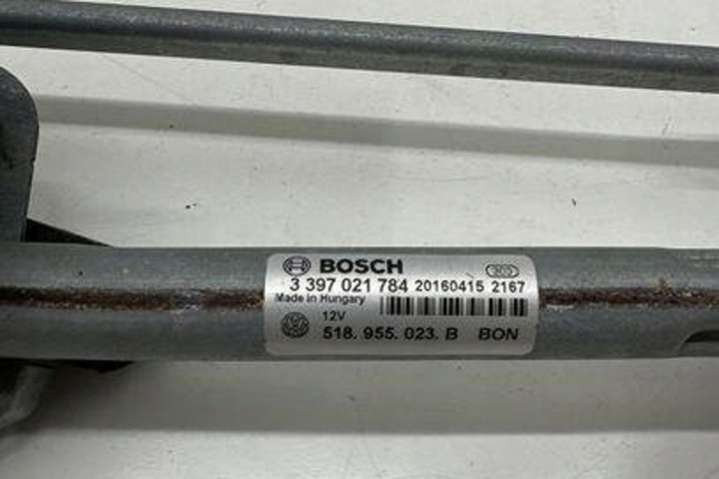 BOSCH
3 397 021 784 20160415 2167
Made in Hungary
12V
518. 955. 023. B BON